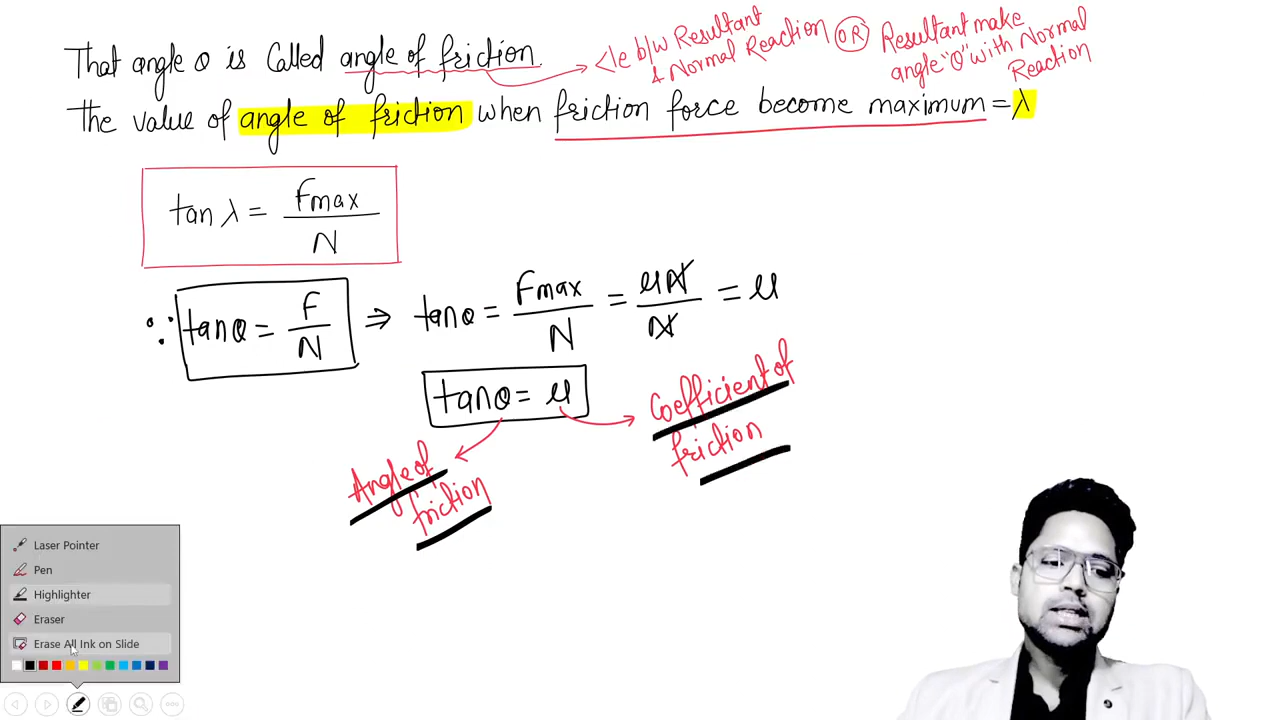 That angle θ is Called angle of friction.
<le b/w Resultant
& Normal Reaction
OR
Resultant make
angle "θ" with Normal
Reaction
The value of angle of friction when friction force become maximum = λ
tan λ = Fmax / N
∵ tanθ = F / N ⇒ tanθ = Fmax / N = μN / N = μ
tanθ = μ
Coefficient of
friction
Angle of
friction
Laser Pointer
Pen
Highlighter
Eraser
Erase All Ink on Slide